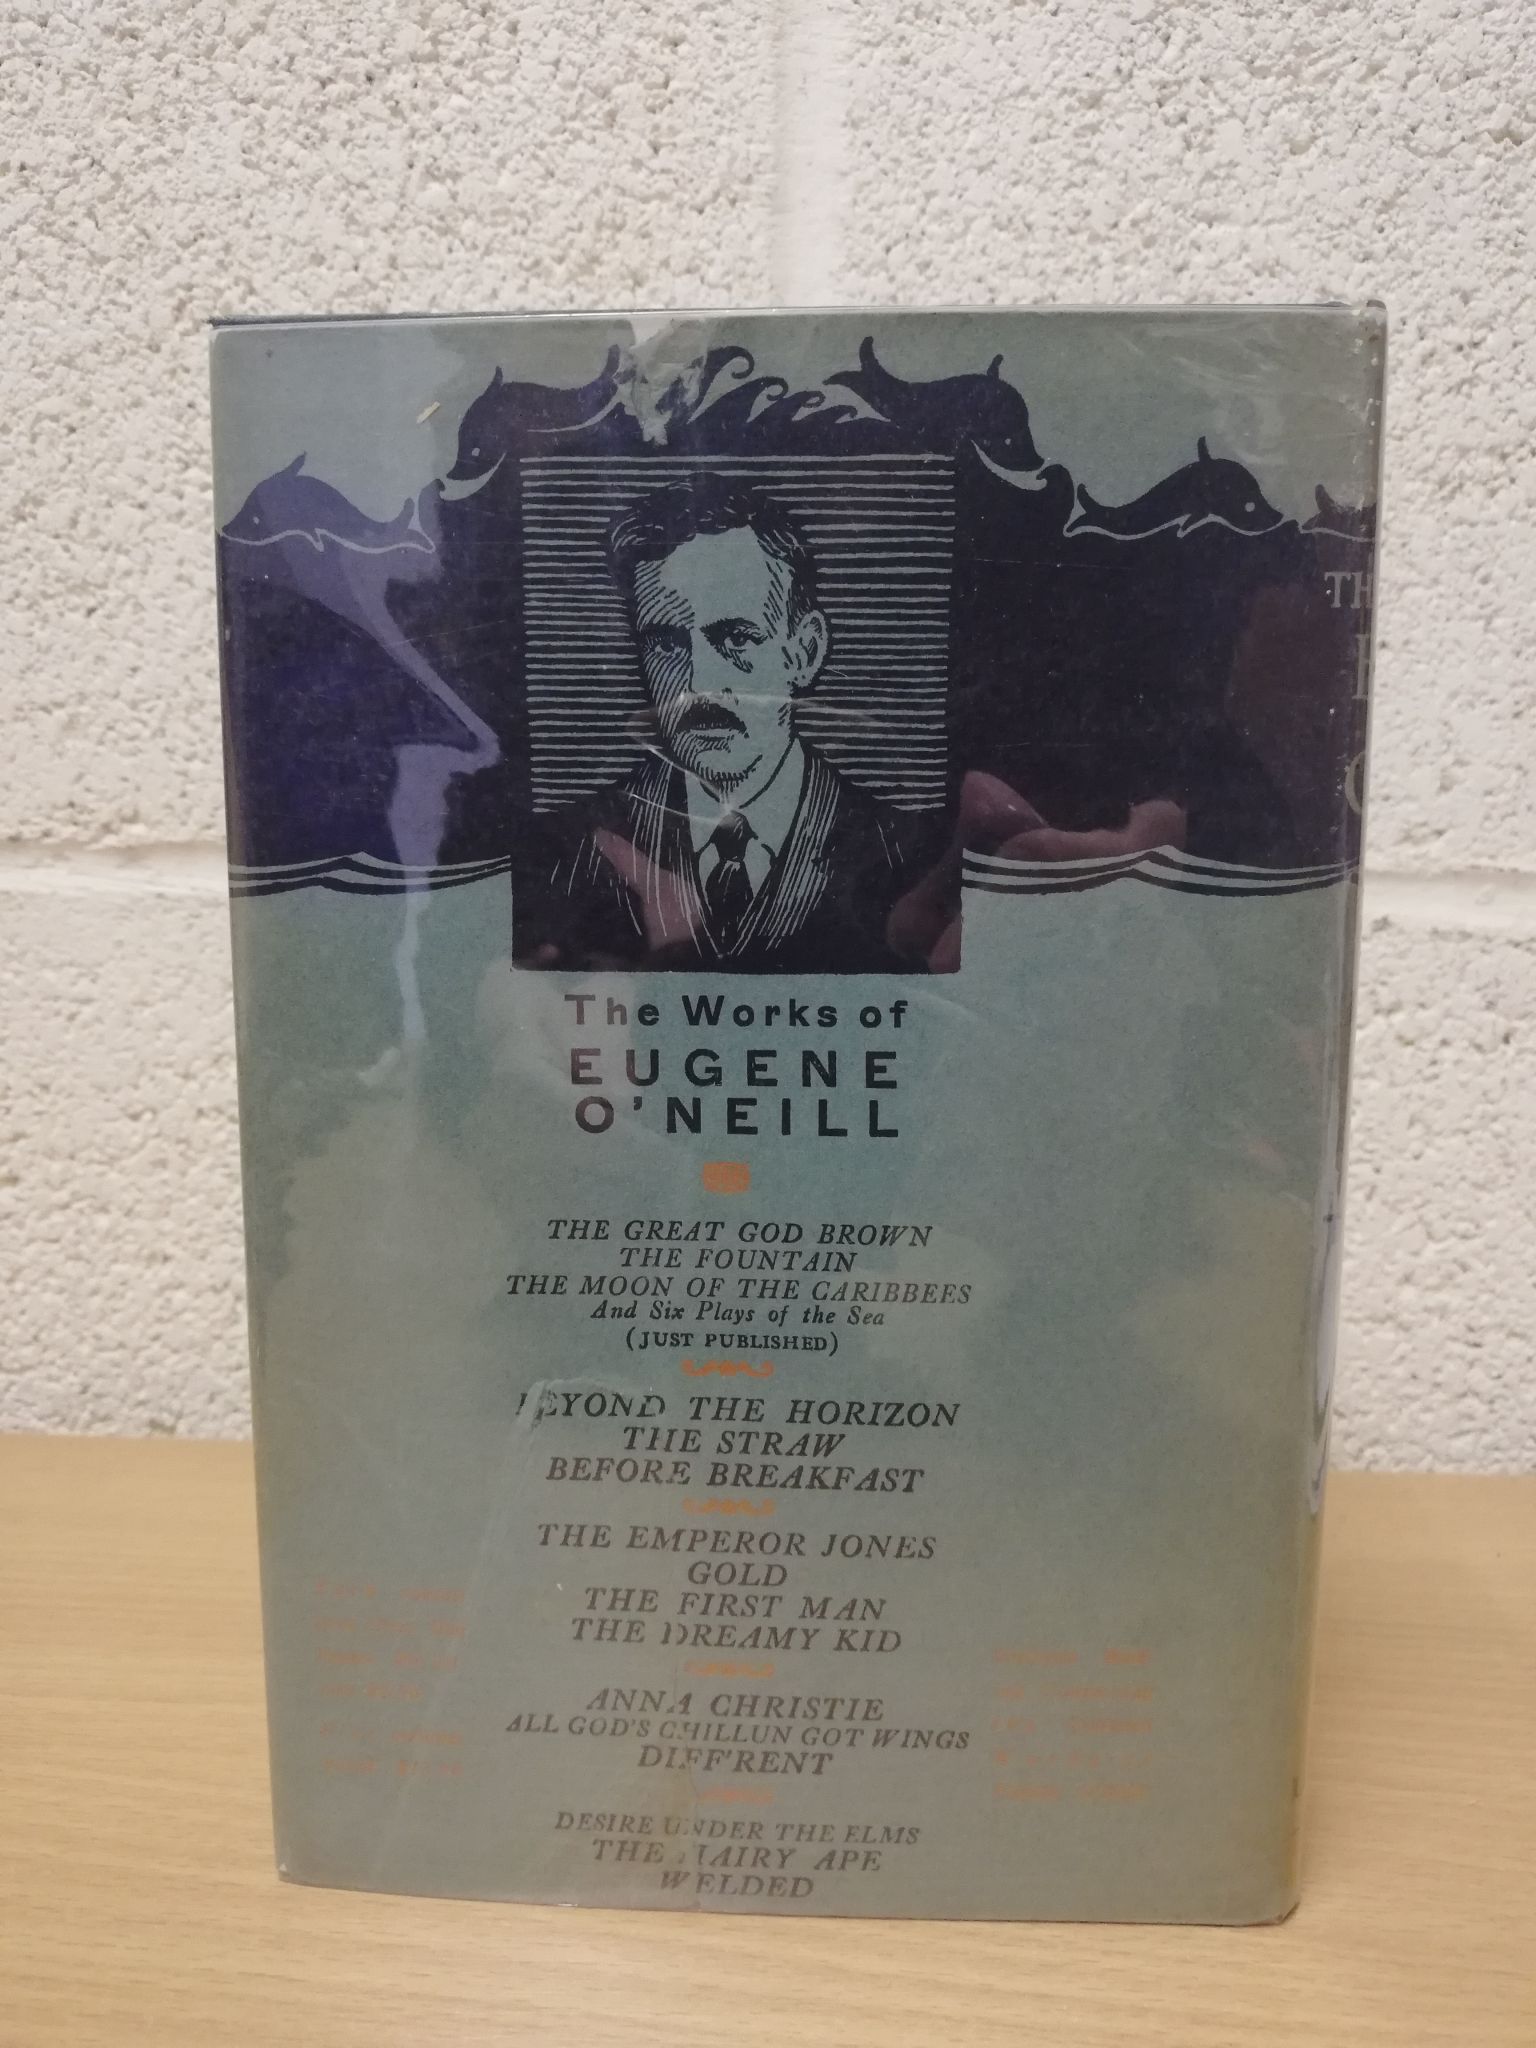 The Works of
EUGENE
O'NEILL
THE GREAT GOD BROWN
THE FOUNTAIN
THE MOON OF THE CARIBBEES
And Six Plays of the Sea
(JUST PUBLISHED)
BEYOND THE HORIZON
THE STRAW
BEFORE BREAKFAST
THE EMPEROR JONES
GOLD
THE FIRST MAN
THE DREAMY KID
ANNA CHRISTIE
ALL GOD'S CHILLUN GOT WINGS
DIFF'RENT
DESIRE UNDER THE ELMS
THE HAIRY APE
WELDED